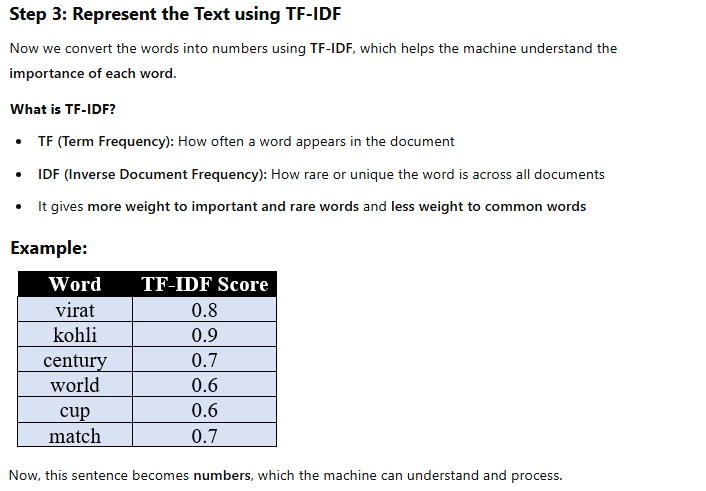 Step 3: Represent the Text using TF-IDF
Now we convert the words into numbers using TF-IDF, which helps the machine understand the
importance of each word.
What is TF-IDF?
• TF (Term Frequency): How often a word appears in the document
• IDF (Inverse Document Frequency): How rare or unique the word is across all documents
• It gives more weight to important and rare words and less weight to common words
Example:
Word TF-IDF Score
virat 0.8
kohli 0.9
century 0.7
world 0.6
cup 0.6
match 0.7
Now, this sentence becomes numbers, which the machine can understand and process.